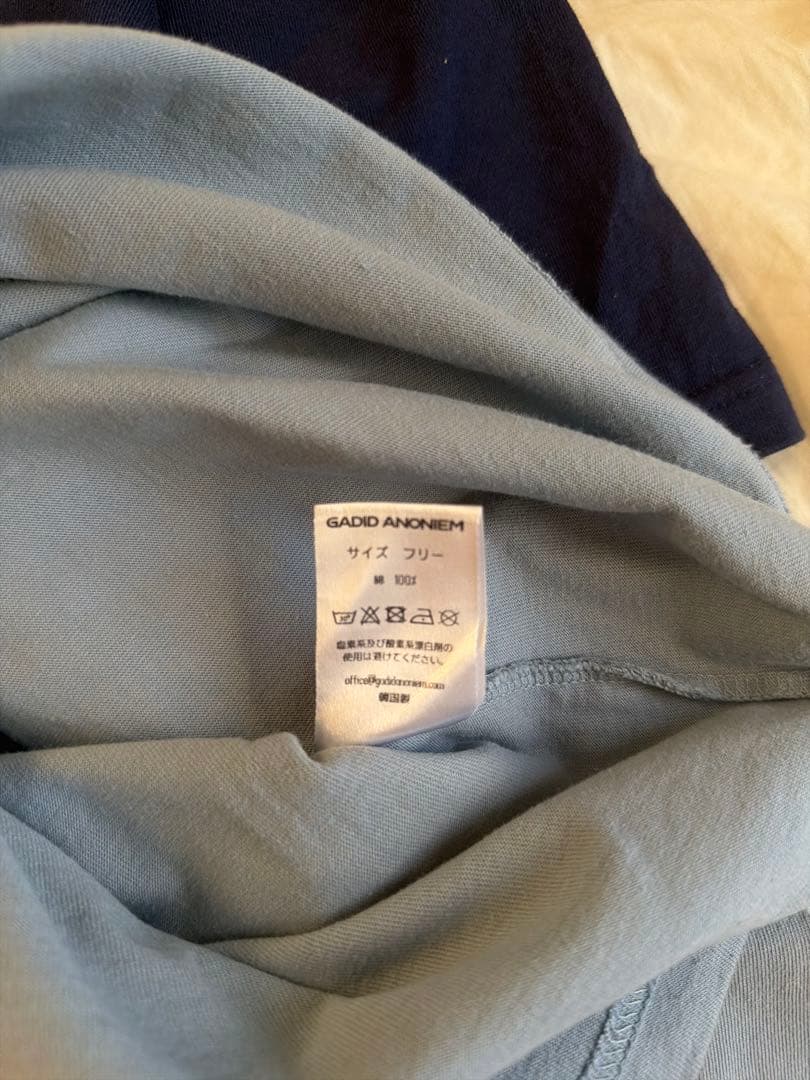 GADID ANONIEM
サイズ フリー
綿 100%
塩素系及び酸素系漂白剤の
使用は避けてください。
office@gadidanoniem.com
韓国製